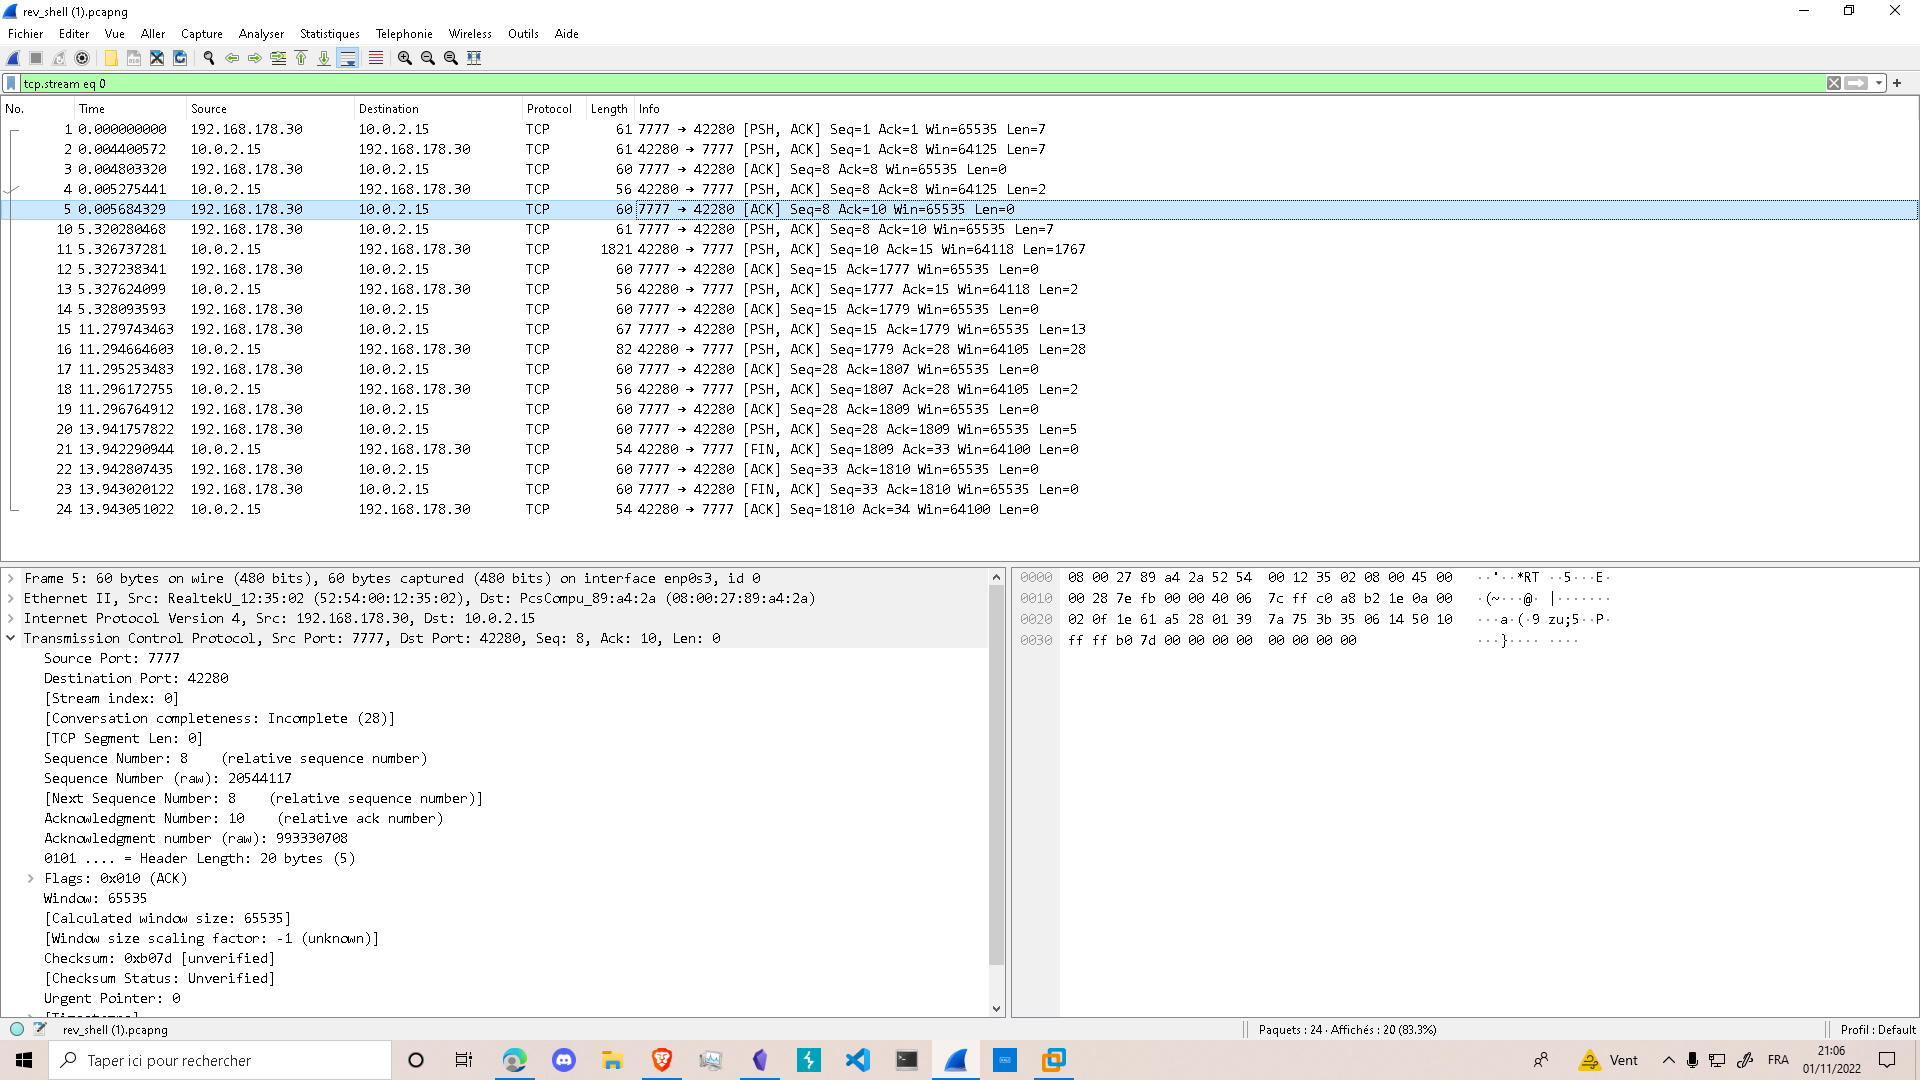 rev_shell (1).pcapng
Fichier Editer Vue Aller Capture Analyser Statistiques Telephonie Wireless Outils Aide
tcp.stream eq 0
No. Time Source Destination Protocol Length Info
1 0.000000000 192.168.178.30 10.0.2.15 TCP 61 7777 → 42280 [PSH, ACK] Seq=1 Ack=1 Win=65535 Len=7
2 0.004400572 10.0.2.15 192.168.178.30 TCP 61 42280 → 7777 [PSH, ACK] Seq=1 Ack=8 Win=64125 Len=7
3 0.004803320 192.168.178.30 10.0.2.15 TCP 60 7777 → 42280 [ACK] Seq=8 Ack=8 Win=65535 Len=0
4 0.005275441 10.0.2.15 192.168.178.30 TCP 56 42280 → 7777 [PSH, ACK] Seq=8 Ack=8 Win=64125 Len=2
5 0.005684329 192.168.178.30 10.0.2.15 TCP 60 7777 → 42280 [ACK] Seq=8 Ack=10 Win=65535 Len=0
10 5.320280468 192.168.178.30 10.0.2.15 TCP 61 7777 → 42280 [PSH, ACK] Seq=8 Ack=10 Win=65535 Len=7
11 5.326737281 10.0.2.15 192.168.178.30 TCP 1821 42280 → 7777 [PSH, ACK] Seq=10 Ack=15 Win=64118 Len=1767
12 5.327238341 192.168.178.30 10.0.2.15 TCP 60 7777 → 42280 [ACK] Seq=15 Ack=1777 Win=65535 Len=0
13 5.327624099 10.0.2.15 192.168.178.30 TCP 56 42280 → 7777 [PSH, ACK] Seq=1777 Ack=15 Win=64118 Len=2
14 5.328093593 192.168.178.30 10.0.2.15 TCP 60 7777 → 42280 [ACK] Seq=15 Ack=1779 Win=65535 Len=0
15 11.279743463 192.168.178.30 10.0.2.15 TCP 67 7777 → 42280 [PSH, ACK] Seq=15 Ack=1779 Win=65535 Len=13
16 11.294664603 10.0.2.15 192.168.178.30 TCP 82 42280 → 7777 [PSH, ACK] Seq=1779 Ack=28 Win=64105 Len=28
17 11.295253483 192.168.178.30 10.0.2.15 TCP 60 7777 → 42280 [ACK] Seq=28 Ack=1807 Win=65535 Len=0
18 11.296172755 10.0.2.15 192.168.178.30 TCP 56 42280 → 7777 [PSH, ACK] Seq=1807 Ack=28 Win=64105 Len=2
19 11.296764912 192.168.178.30 10.0.2.15 TCP 60 7777 → 42280 [ACK] Seq=28 Ack=1809 Win=65535 Len=0
20 13.941757822 192.168.178.30 10.0.2.15 TCP 60 7777 → 42280 [PSH, ACK] Seq=28 Ack=1809 Win=65535 Len=5
21 13.942290944 10.0.2.15 192.168.178.30 TCP 54 42280 → 7777 [FIN, ACK] Seq=1809 Ack=33 Win=64100 Len=0
22 13.942807435 192.168.178.30 10.0.2.15 TCP 60 7777 → 42280 [ACK] Seq=33 Ack=1810 Win=65535 Len=0
23 13.943020122 192.168.178.30 10.0.2.15 TCP 60 7777 → 42280 [FIN, ACK] Seq=33 Ack=1810 Win=65535 Len=0
24 13.943051022 10.0.2.15 192.168.178.30 TCP 54 42280 → 7777 [ACK] Seq=1810 Ack=34 Win=64100 Len=0
Frame 5: 60 bytes on wire (480 bits), 60 bytes captured (480 bits) on interface enp0s3, id 0
Ethernet II, Src: RealtekU_12:35:02 (52:54:00:12:35:02), Dst: PcsCompu_89:a4:2a (08:00:27:89:a4:2a)
Internet Protocol Version 4, Src: 192.168.178.30, Dst: 10.0.2.15
Transmission Control Protocol, Src Port: 7777, Dst Port: 42280, Seq: 8, Ack: 10, Len: 0
Source Port: 7777
Destination Port: 42280
[Stream index: 0]
[Conversation completeness: Incomplete (28)]
[TCP Segment Len: 0]
Sequence Number: 8 (relative sequence number)
Sequence Number (raw): 20544117
[Next Sequence Number: 8 (relative sequence number)]
Acknowledgment Number: 10 (relative ack number)
Acknowledgment number (raw): 993330708
0101 .... = Header Length: 20 bytes (5)
Flags: 0x010 (ACK)
Window: 65535
[Calculated window size: 65535]
[Window size scaling factor: -1 (unknown)]
Checksum: 0xb07d [unverified]
[Checksum Status: Unverified]
Urgent Pointer: 0
0000 08 00 27 89 a4 2a 52 54 00 12 35 02 08 00 45 00 ··'··*RT ··5···E·
0010 00 28 7e fb 00 00 40 06 7c ff c0 a8 b2 1e 0a 00 ·(~···@· |·······
0020 02 0f 1e 61 a5 28 01 39 7a 75 3b 35 06 14 50 10 ···a·(·9 zu;5··P·
0030 ff ff b0 7d 00 00 00 00 00 00 00 00 ···}···· ····
rev_shell (1).pcapng
Paquets : 24 · Affichés : 20 (83.3%)
Profil : Default
Taper ici pour rechercher
Vent
FRA
21:06
01/11/2022